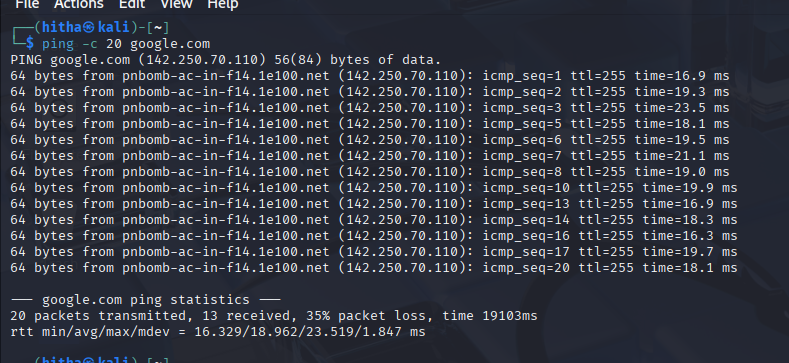 File Actions Edit View Help
┌──(hitha㉿kali)-[~]
└─$ ping -c 20 google.com
PING google.com (142.250.70.110) 56(84) bytes of data.
64 bytes from pnbomb-ac-in-f14.1e100.net (142.250.70.110): icmp_seq=1 ttl=255 time=16.9 ms
64 bytes from pnbomb-ac-in-f14.1e100.net (142.250.70.110): icmp_seq=2 ttl=255 time=19.3 ms
64 bytes from pnbomb-ac-in-f14.1e100.net (142.250.70.110): icmp_seq=3 ttl=255 time=23.5 ms
64 bytes from pnbomb-ac-in-f14.1e100.net (142.250.70.110): icmp_seq=5 ttl=255 time=18.1 ms
64 bytes from pnbomb-ac-in-f14.1e100.net (142.250.70.110): icmp_seq=6 ttl=255 time=19.5 ms
64 bytes from pnbomb-ac-in-f14.1e100.net (142.250.70.110): icmp_seq=7 ttl=255 time=21.1 ms
64 bytes from pnbomb-ac-in-f14.1e100.net (142.250.70.110): icmp_seq=8 ttl=255 time=19.0 ms
64 bytes from pnbomb-ac-in-f14.1e100.net (142.250.70.110): icmp_seq=10 ttl=255 time=19.9 ms
64 bytes from pnbomb-ac-in-f14.1e100.net (142.250.70.110): icmp_seq=13 ttl=255 time=16.9 ms
64 bytes from pnbomb-ac-in-f14.1e100.net (142.250.70.110): icmp_seq=14 ttl=255 time=18.3 ms
64 bytes from pnbomb-ac-in-f14.1e100.net (142.250.70.110): icmp_seq=16 ttl=255 time=16.3 ms
64 bytes from pnbomb-ac-in-f14.1e100.net (142.250.70.110): icmp_seq=17 ttl=255 time=19.7 ms
64 bytes from pnbomb-ac-in-f14.1e100.net (142.250.70.110): icmp_seq=20 ttl=255 time=18.1 ms
--- google.com ping statistics ---
20 packets transmitted, 13 received, 35% packet loss, time 19103ms
rtt min/avg/max/mdev = 16.329/18.962/23.519/1.847 ms
┌──(hitha㉿kali)-[~]